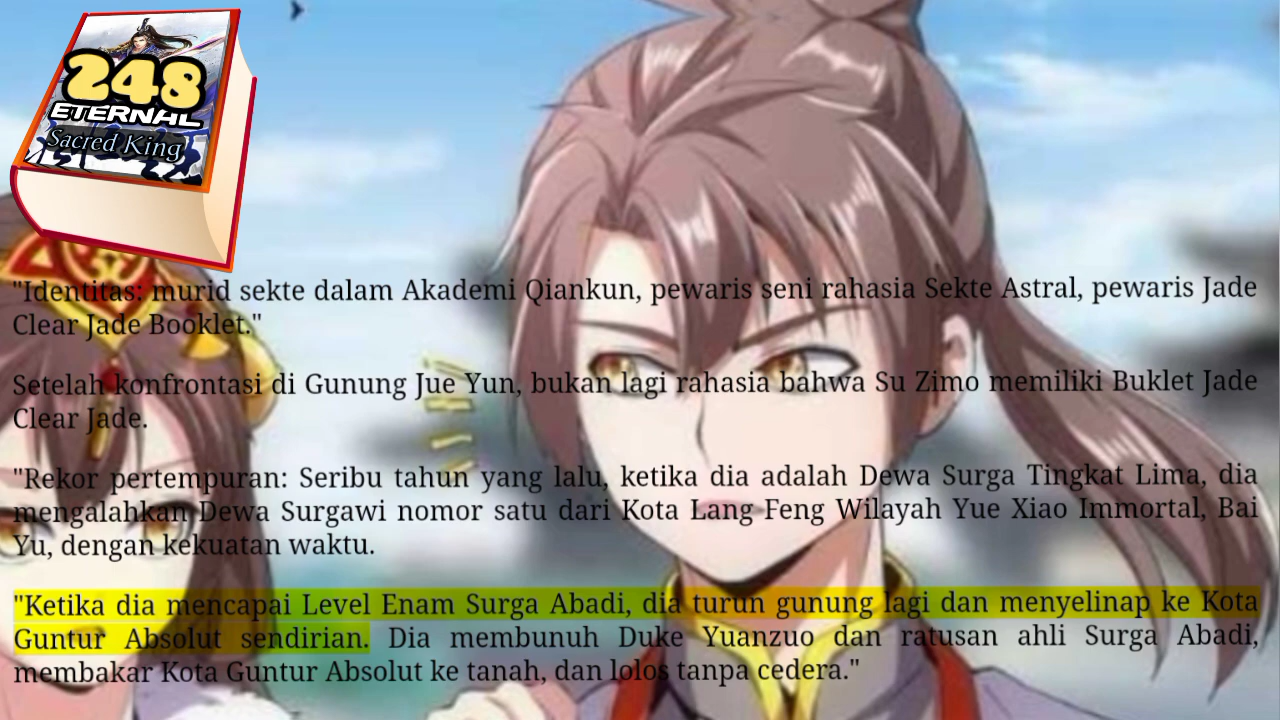 248
ETERNAL
Sacred King
"Identitas: murid sekte dalam Akademi Qiankun, pewaris seni rahasia Sekte Astral, pewaris Jade
Clear Jade Booklet."
Setelah konfrontasi di Gunung Jue Yun, bukan lagi rahasia bahwa Su Zimo memiliki Buklet Jade
Clear Jade.
"Rekor pertempuran: Seribu tahun yang lalu, ketika dia adalah Dewa Surga Tingkat Lima, dia
mengalahkan Dewa Surgawi nomor satu dari Kota Lang Feng Wilayah Yue Xiao Immortal, Bai
Yu, dengan kekuatan waktu.
"Ketika dia mencapai Level Enam Surga Abadi, dia turun gunung lagi dan menyelinap ke Kota
Guntur Absolut sendirian. Dia membunuh Duke Yuanzuo dan ratusan ahli Surga Abadi,
membakar Kota Guntur Absolut ke tanah, dan lolos tanpa cedera."